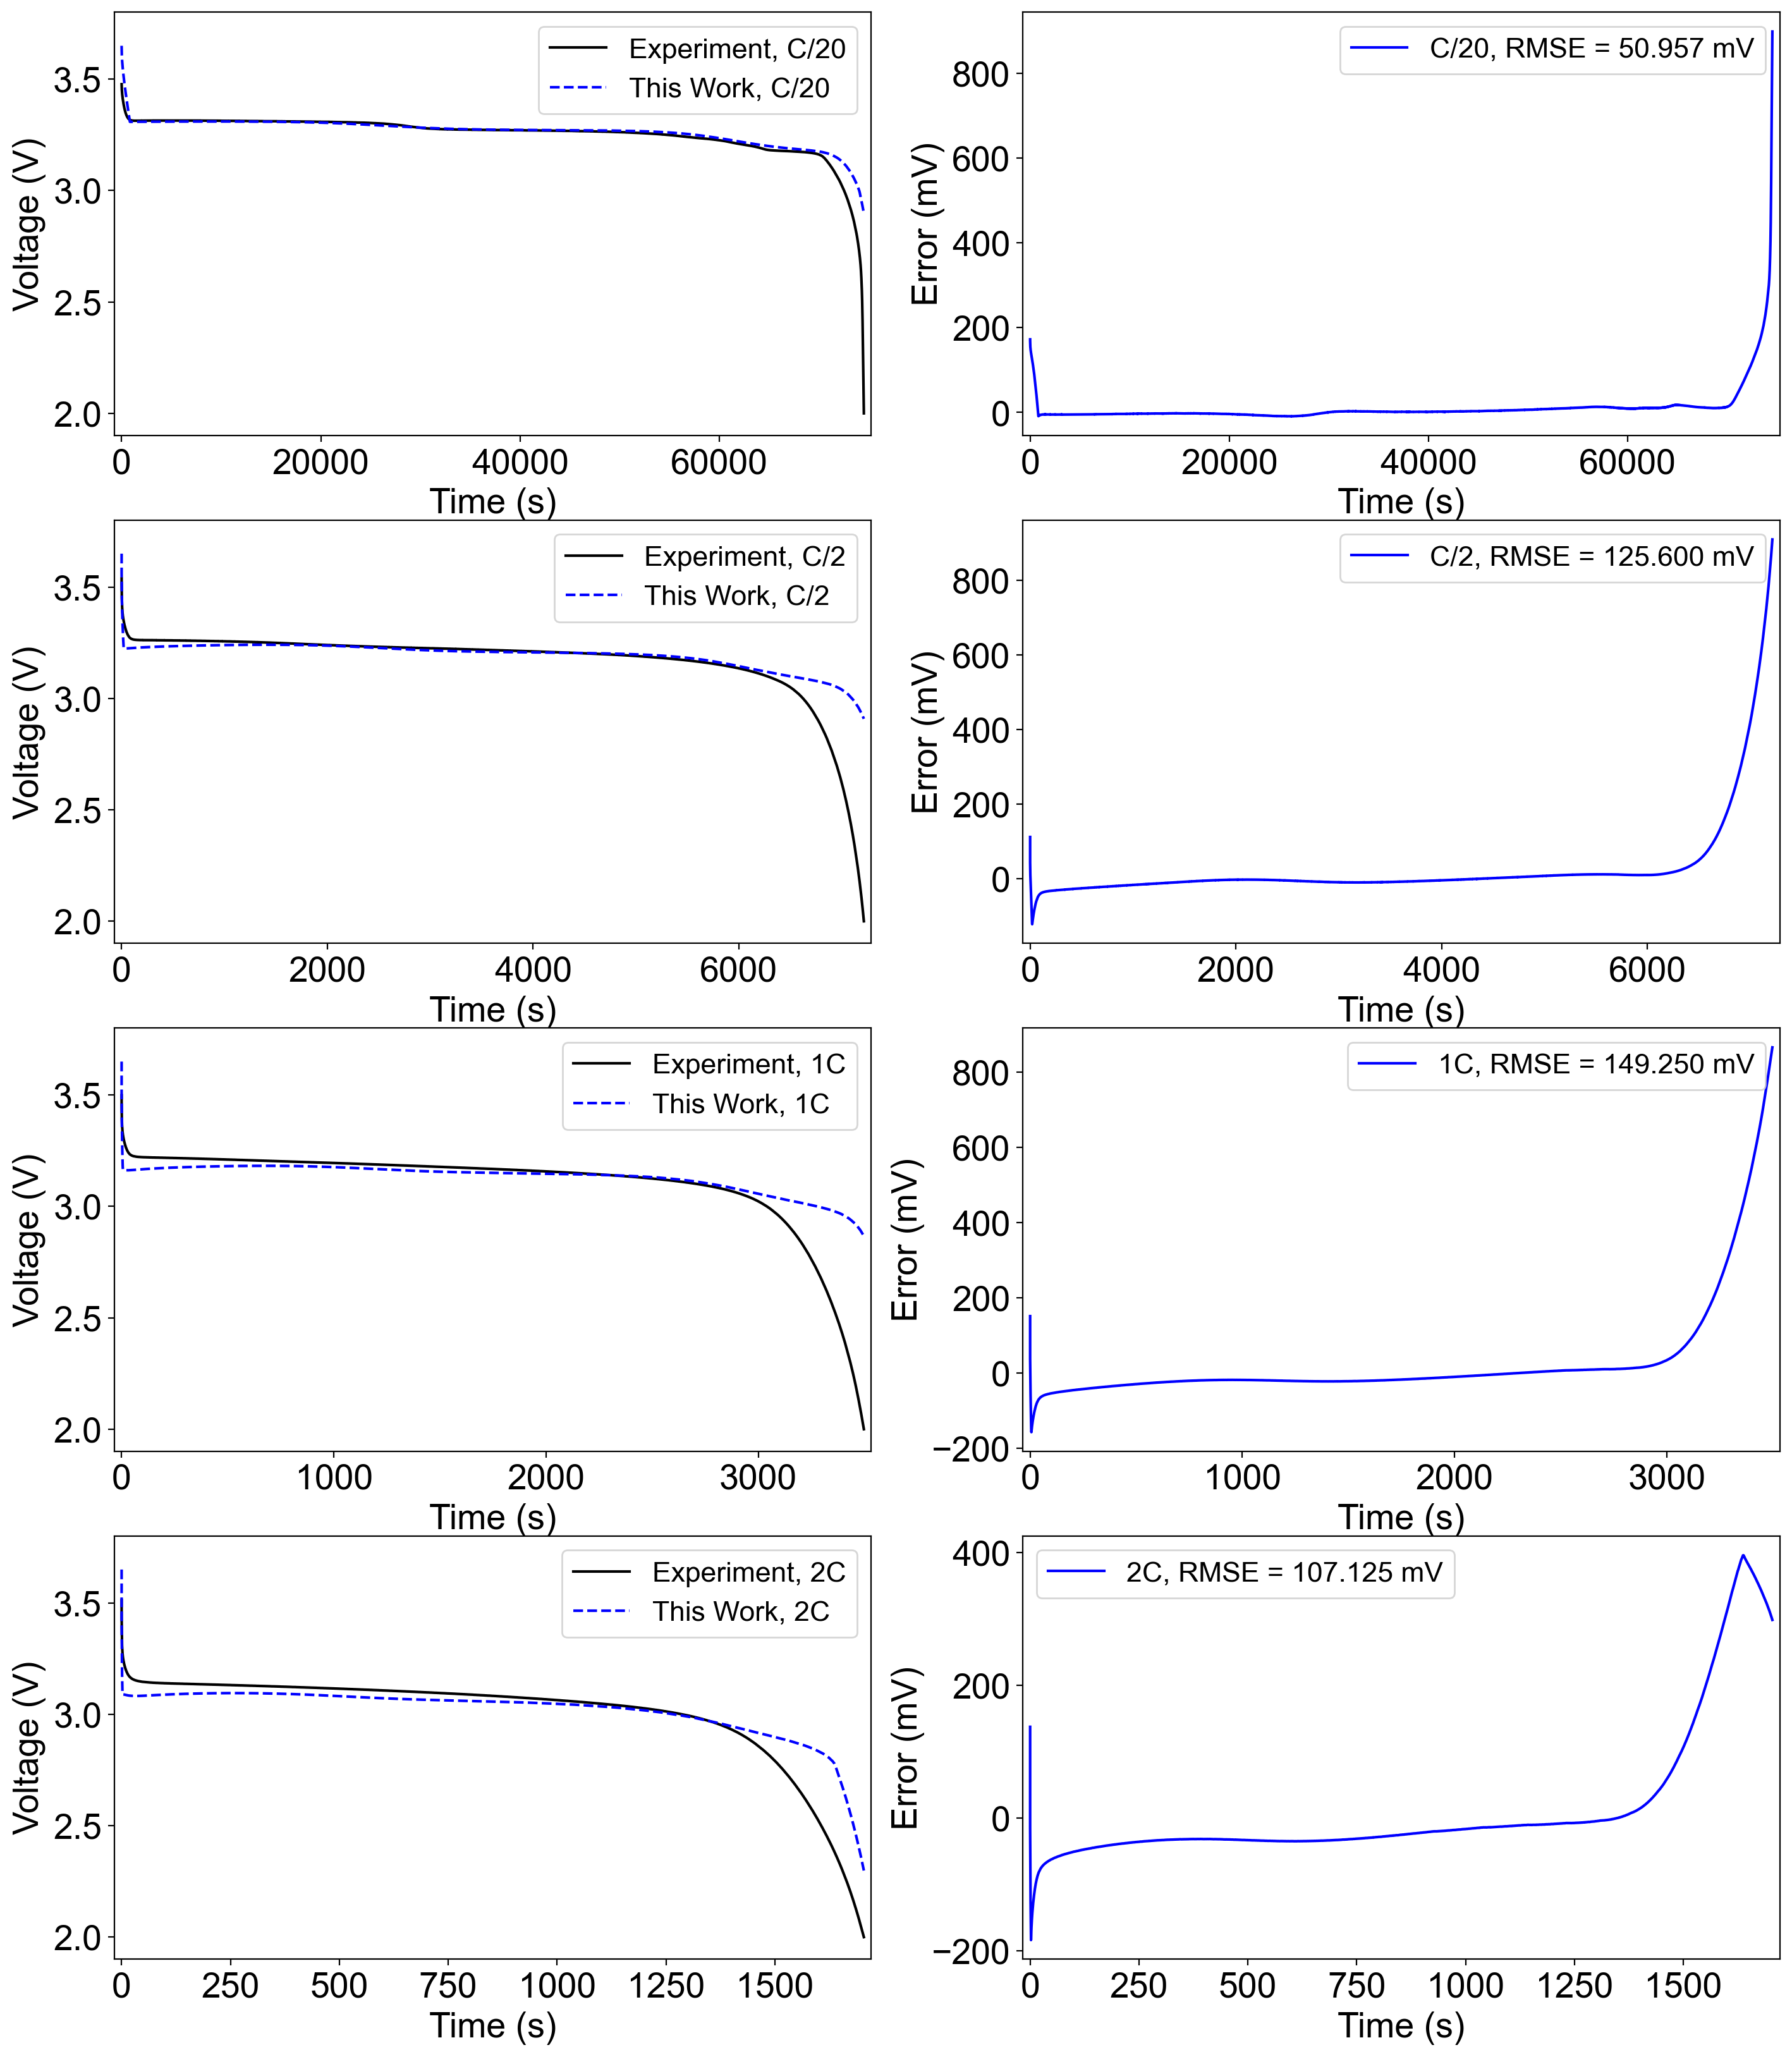 Experiment, C/20
This Work, C/20
3.5
3.0
2.5
2.0
Voltage (V)
0 20000 40000 60000
Time (s)
C/20, RMSE = 50.957 mV
800
600
400
200
0
Error (mV)
0 20000 40000 60000
Time (s)
Experiment, C/2
This Work, C/2
3.5
3.0
2.5
2.0
Voltage (V)
0 2000 4000 6000
Time (s)
C/2, RMSE = 125.600 mV
800
600
400
200
0
Error (mV)
0 2000 4000 6000
Time (s)
Experiment, 1C
This Work, 1C
3.5
3.0
2.5
2.0
Voltage (V)
0 1000 2000 3000
Time (s)
1C, RMSE = 149.250 mV
800
600
400
200
0
−200
Error (mV)
0 1000 2000 3000
Time (s)
Experiment, 2C
This Work, 2C
3.5
3.0
2.5
2.0
Voltage (V)
0 250 500 750 1000 1250 1500
Time (s)
2C, RMSE = 107.125 mV
400
200
0
−200
Error (mV)
0 250 500 750 1000 1250 1500
Time (s)